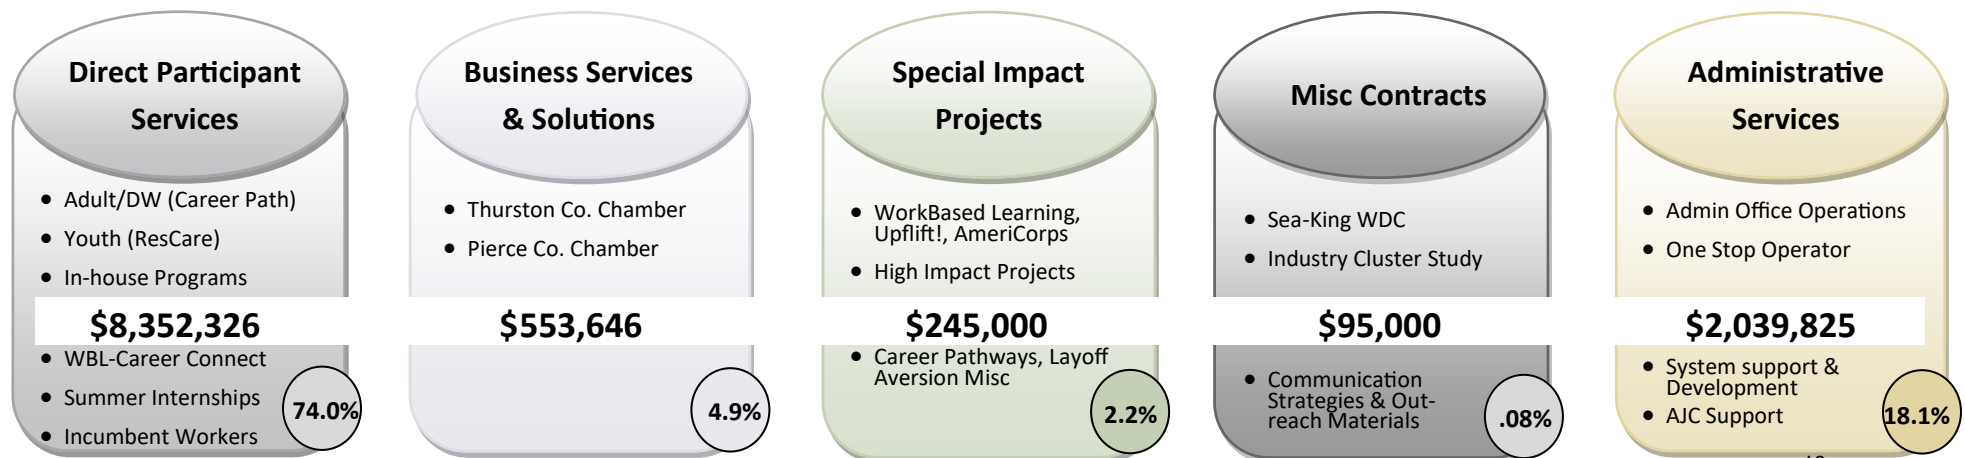 Direct Participant
Services
• Adult/DW (Career Path)
• Youth (ResCare)
• In-house Programs
$8,352,326
• WBL-Career Connect
• Summer Internships
• Incumbent Workers
74.0%
Business Services
& Solutions
• Thurston Co. Chamber
• Pierce Co. Chamber
$553,646
4.9%
Special Impact
Projects
• WorkBased Learning,
Upflift!, AmeriCorps
• High Impact Projects
$245,000
• Career Pathways, Layoff
Aversion Misc
2.2%
Misc Contracts
• Sea-King WDC
• Industry Cluster Study
$95,000
• Communication
Strategies & Out-
reach Materials
.08%
Administrative
Services
• Admin Office Operations
• One Stop Operator
$2,039,825
• System support &
Development
• AJC Support
18.1%